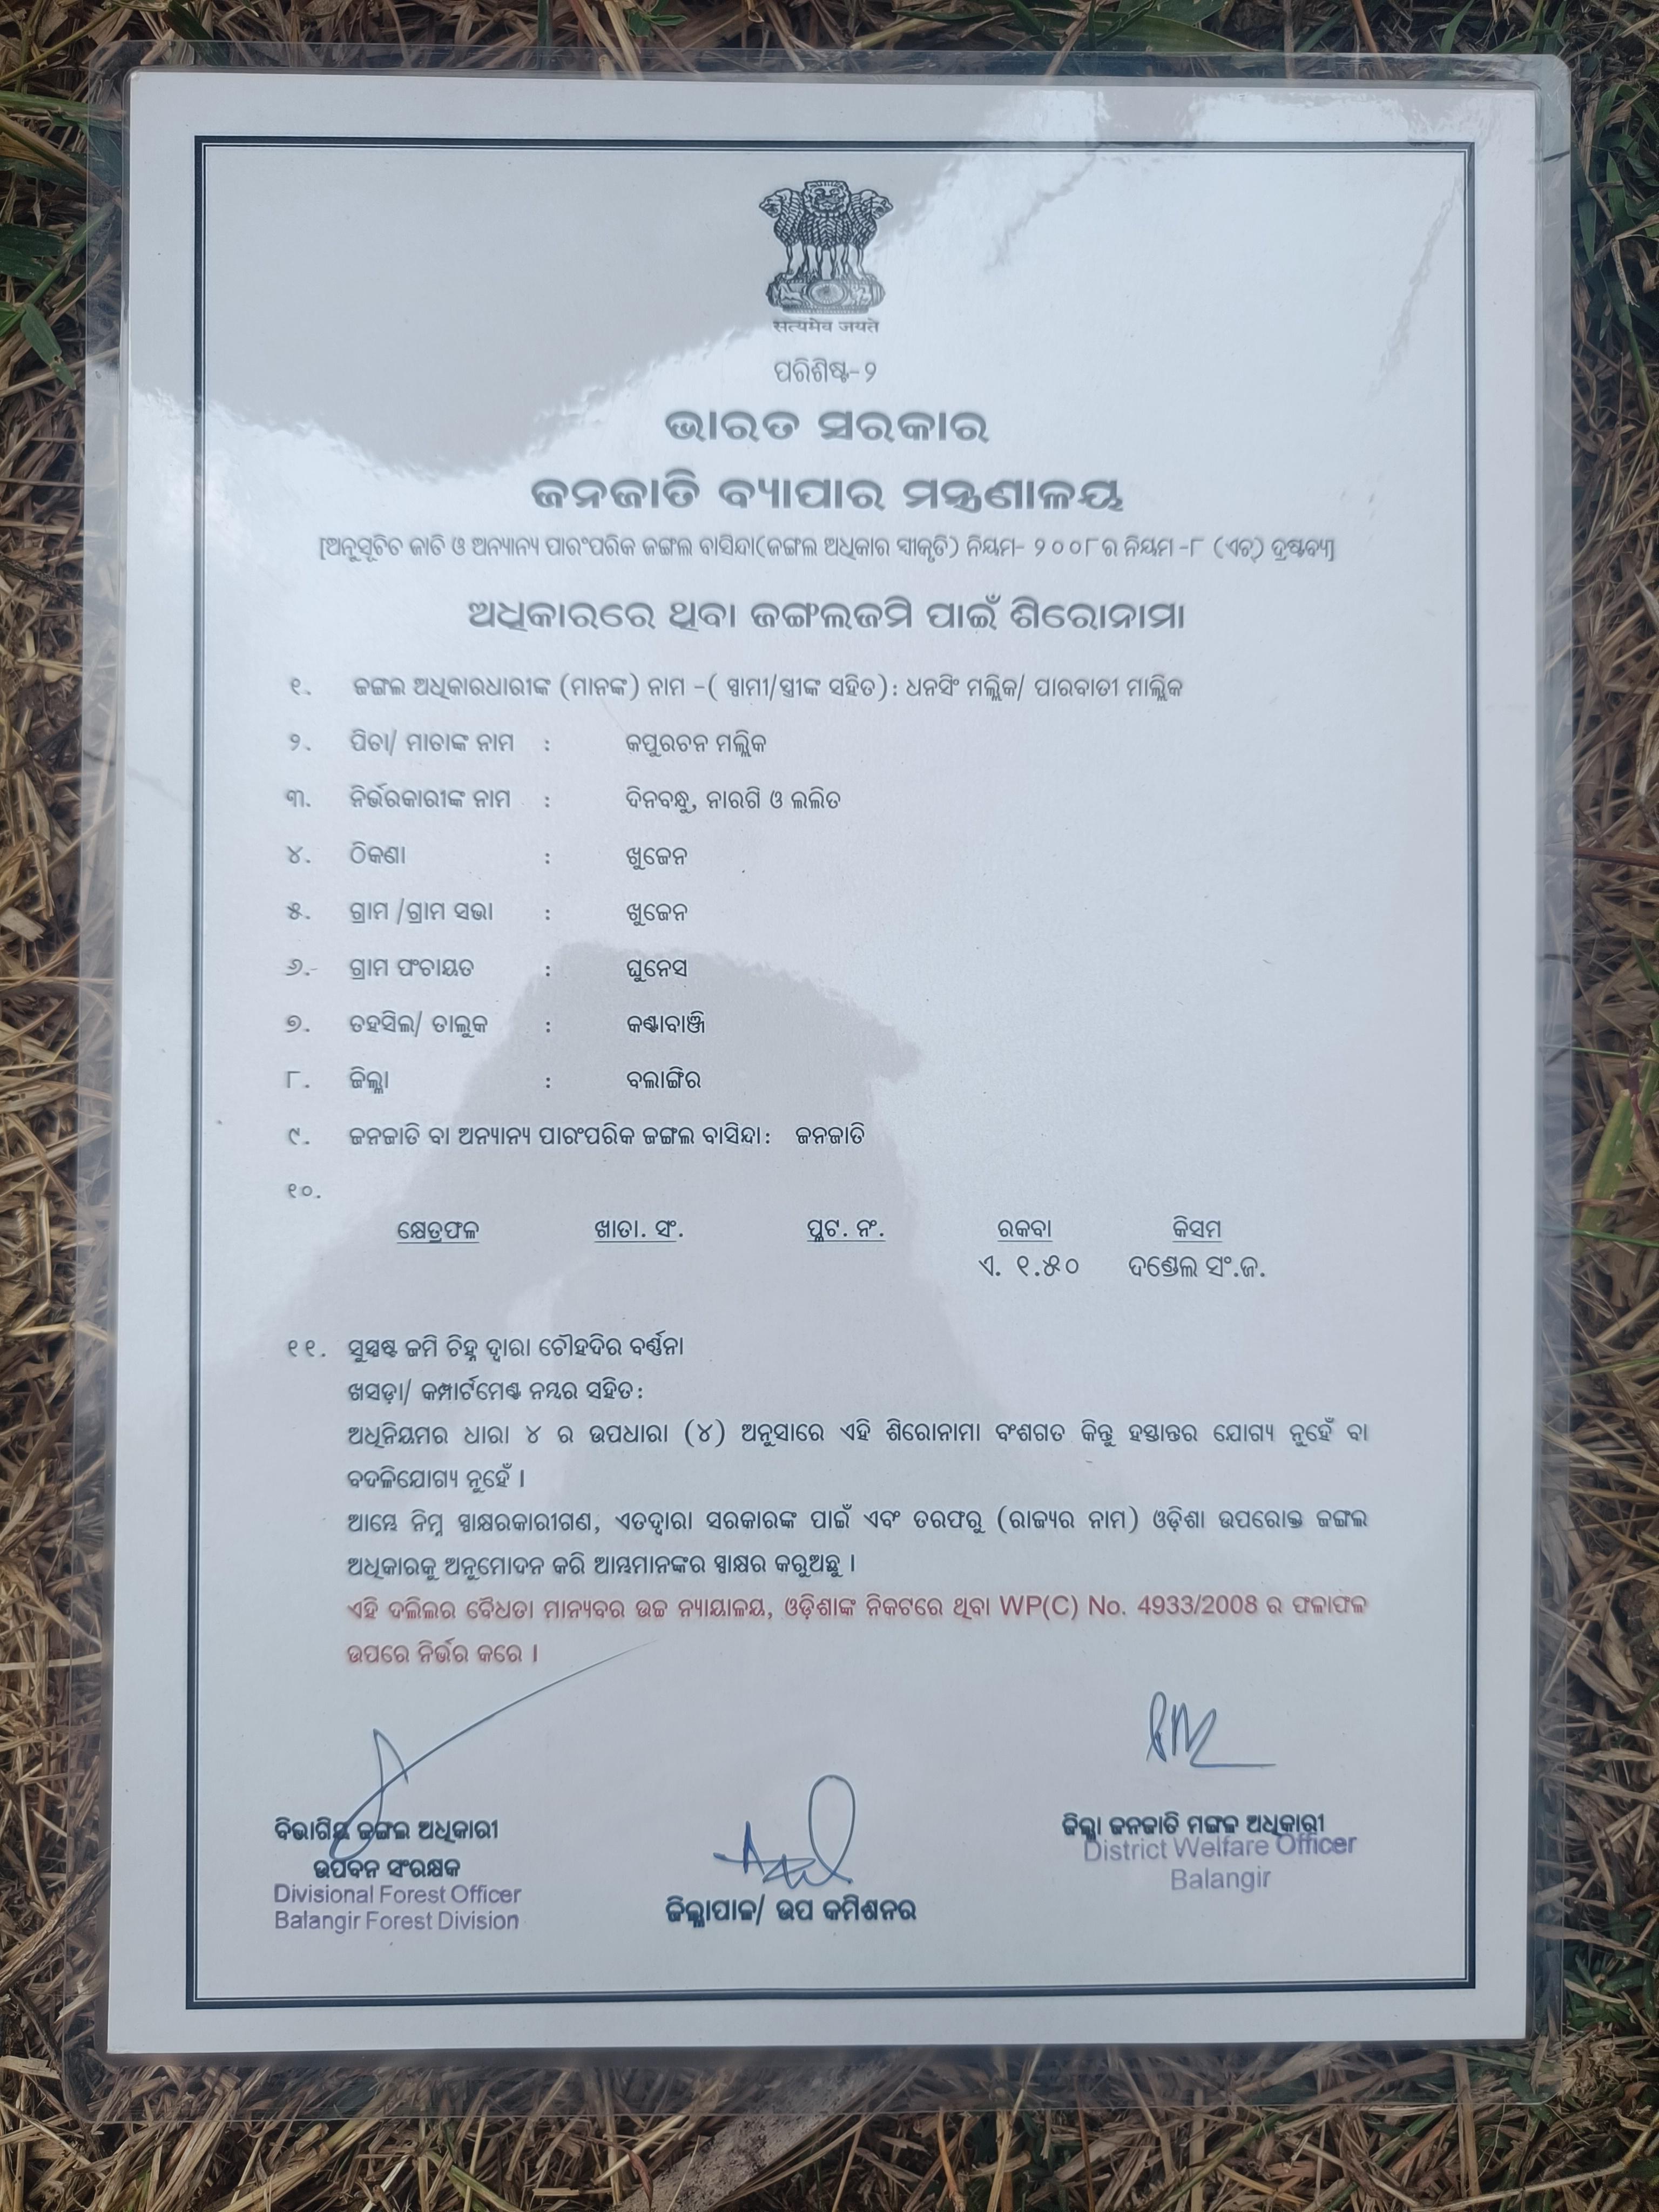 सत्यमेव जयते
ପରିଶିଷ୍ଟ-୨
ଭାରତ ସରକାର
ଜନଜାତି ବ୍ୟାପାର ମନ୍ତ୍ରଣାଳୟ
[ଅନୁସୂଚିତ ଜାତି ଓ ଅନ୍ୟାନ୍ୟ ପାରଂପରିକ ଜଙ୍ଗଲ ବାସିନ୍ଦା(ଜଙ୍ଗଲ ଅଧିକାର ସ୍ୱୀକୃତି) ନିୟମ- ୨୦୦୮ର ନିୟମ -୮ (ଏଚ୍) ଦ୍ରଷ୍ଟବ୍ୟ]
ଅଧିକାରରେ ଥିବା ଜଙ୍ଗଲଜମି ପାଇଁ ଶିରୋନାମା
୧. ଜଙ୍ଗଲ ଅଧିକାରଧାରୀଙ୍କ (ମାନଙ୍କ) ନାମ -( ସ୍ୱାମୀ/ସ୍ତ୍ରୀଙ୍କ ସହିତ): ଧନସିଂ ମଲ୍ଲିକ/ ପାରବାତୀ ମାଲ୍ଲିକ
୨. ପିତା/ ମାତାଙ୍କ ନାମ : କପୁରଚନ ମଲ୍ଲିକ
୩. ନିର୍ଭରକାରୀଙ୍କ ନାମ : ଦିନବନ୍ଧୁ, ନାରଗି ଓ ଲଲିତ
୪. ଠିକଣା : ଖୁଜେନ
୫. ଗ୍ରାମ /ଗ୍ରାମ ସଭା : ଖୁଜେନ
୬. ଗ୍ରାମ ପଂଚାୟତ : ଘୁନେସ
୭. ତହସିଲ/ ତାଲୁକ : କଣ୍ଟାବାଞ୍ଜି
୮. ଜିଲ୍ଲା : ବଲାଙ୍ଗିର
୯. ଜନଜାତି ବା ଅନ୍ୟାନ୍ୟ ପାରଂପରିକ ଜଙ୍ଗଲ ବାସିନ୍ଦା: ଜନଜାତି
୧୦.
କ୍ଷେତ୍ରଫଳ ଖାତା. ସଂ. ପ୍ଲଟ. ନଂ. ରକବା କିସମ
ଏ. ୧.୫୦ ଦଣ୍ଡେଲ ସଂ.ଜ.
୧୧. ସୁସ୍ପଷ୍ଟ ଜମି ଚିହ୍ନ ଦ୍ୱାରା ଚୌହଦିର ବର୍ଣ୍ଣନା
ଖସଡ଼ା/ କମ୍ପାର୍ଟମେଣ୍ଟ ନମ୍ବର ସହିତ:
ଅଧିନିୟମର ଧାରା ୪ ର ଉପଧାରା (୪) ଅନୁସାରେ ଏହି ଶିରୋନାମା ବଂଶଗତ କିନ୍ତୁ ହସ୍ତାନ୍ତର ଯୋଗ୍ୟ ନୁହେଁ ବା
ବଦଳିଯୋଗ୍ୟ ନୁହେଁ ।
ଆମ୍ଭେ ନିମ୍ନ ସ୍ୱାକ୍ଷରକାରୀଗଣ, ଏତଦ୍ୱାରା ସରକାରଙ୍କ ପାଇଁ ଏବଂ ତରଫରୁ (ରାଜ୍ୟର ନାମ) ଓଡ଼ିଶା ଉପରୋକ୍ତ ଜଙ୍ଗଲ
ଅଧିକାରକୁ ଅନୁମୋଦନ କରି ଆମ୍ଭମାନଙ୍କର ସ୍ୱାକ୍ଷର କରୁଅଛୁ ।
ଏହି ଦଲିଲର ବୈଧତା ମାନ୍ୟବର ଉଚ୍ଚ ନ୍ୟାୟାଳୟ, ଓଡ଼ିଶାଙ୍କ ନିକଟରେ ଥିବା WP(C) No. 4933/2008 ର ଫଳାଫଳ
ଉପରେ ନିର୍ଭର କରେ ।
ବିଭାଗିୟ ଜଙ୍ଗଲ ଅଧିକାରୀ
ଉପବନ ସଂରକ୍ଷକ
Divisional Forest Officer
Balangir Forest Division
ଜିଲ୍ଲାପାଳ/ ଉପ କମିଶନର
ଜିଲ୍ଲା ଜନଜାତି ମଙ୍ଗଳ ଅଧିକାରୀ
District Welfare Officer
Balangir